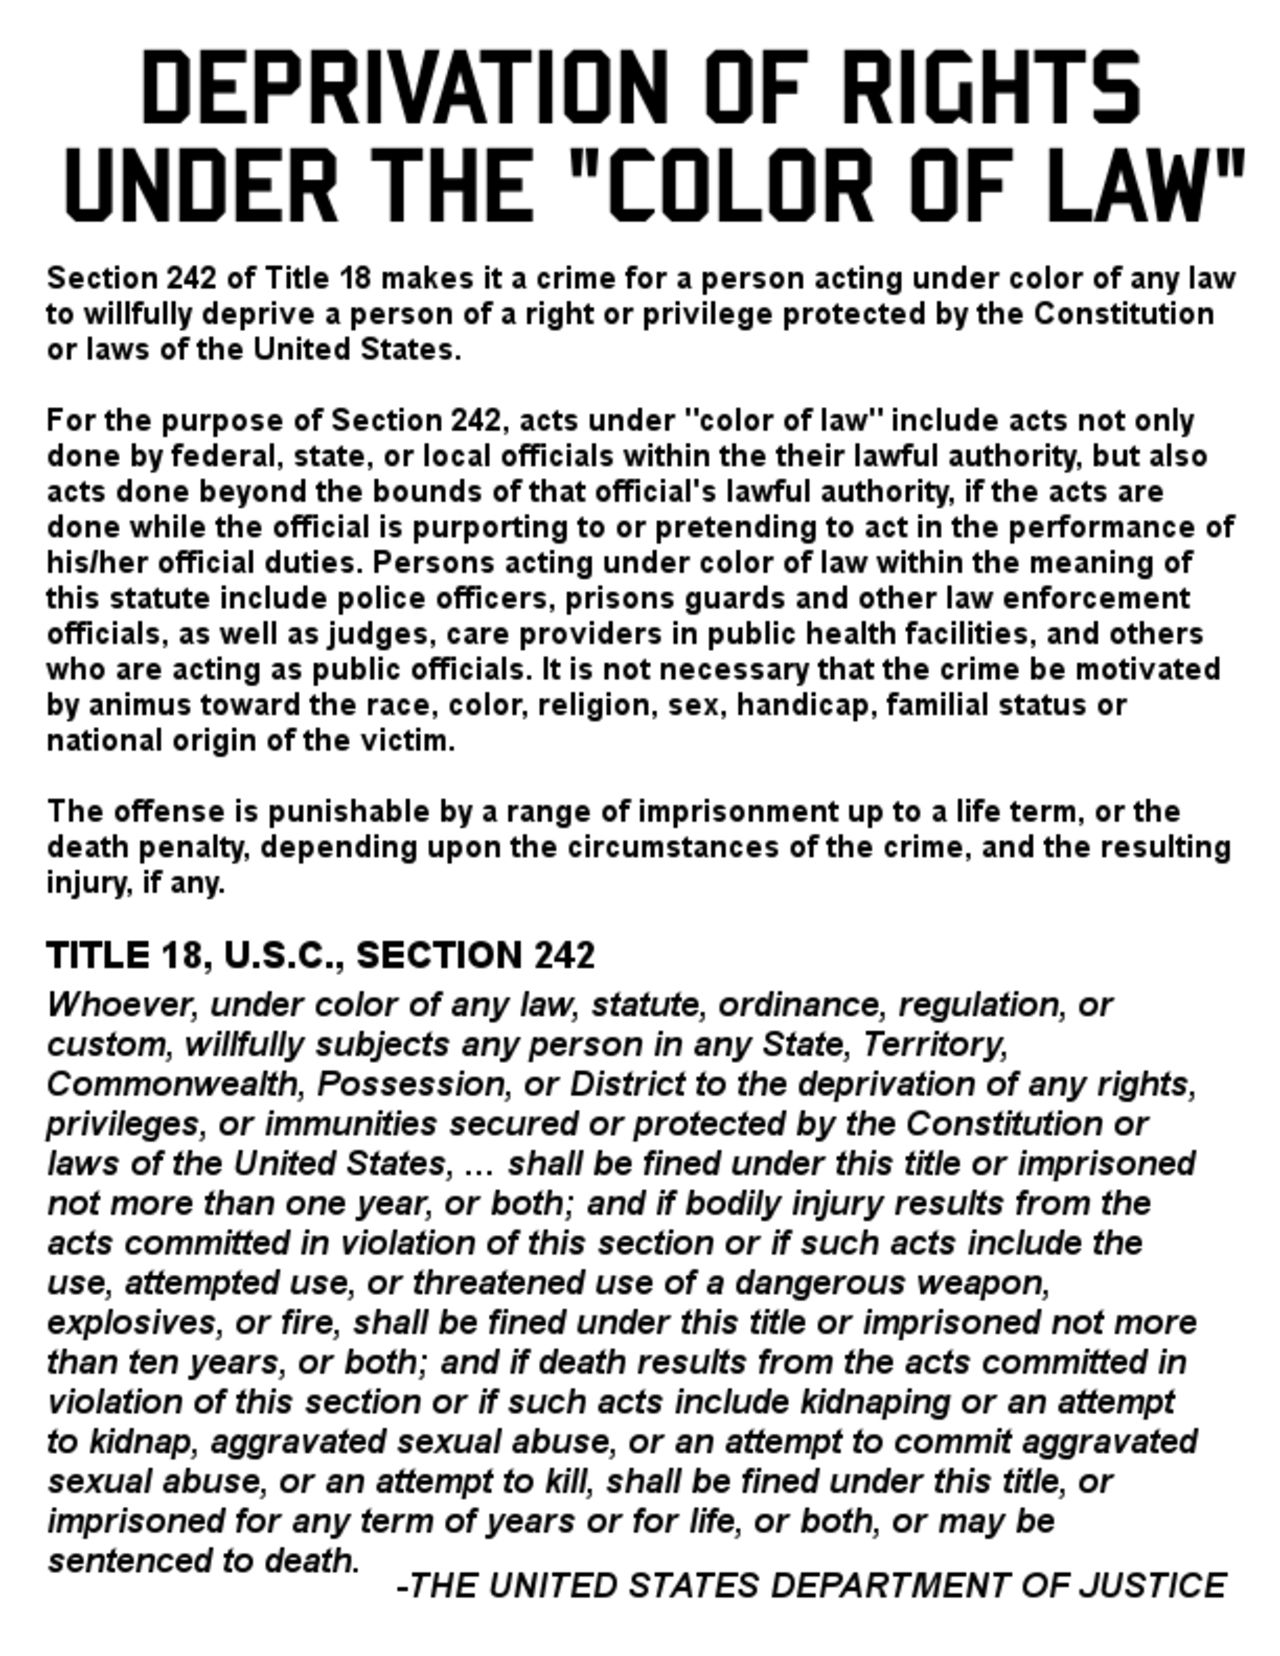 DEPRIVATION OF RIGHTS
UNDER THE "COLOR OF LAW"
Section 242 of Title 18 makes it a crime for a person acting under color of any law
to willfully deprive a person of a right or privilege protected by the Constitution
or laws of the United States.
For the purpose of Section 242, acts under "color of law" include acts not only
done by federal, state, or local officials within the their lawful authority, but also
acts done beyond the bounds of that official's lawful authority, if the acts are
done while the official is purporting to or pretending to act in the performance of
his/her official duties. Persons acting under color of law within the meaning of
this statute include police officers, prisons guards and other law enforcement
officials, as well as judges, care providers in public health facilities, and others
who are acting as public officials. It is not necessary that the crime be motivated
by animus toward the race, color, religion, sex, handicap, familial status or
national origin of the victim.
The offense is punishable by a range of imprisonment up to a life term, or the
death penalty, depending upon the circumstances of the crime, and the resulting
injury, if any.
TITLE 18, U.S.C., SECTION 242
Whoever, under color of any law, statute, ordinance, regulation, or
custom, willfully subjects any person in any State, Territory,
Commonwealth, Possession, or District to the deprivation of any rights,
privileges, or immunities secured or protected by the Constitution or
laws of the United States, ... shall be fined under this title or imprisoned
not more than one year, or both; and if bodily injury results from the
acts committed in violation of this section or if such acts include the
use, attempted use, or threatened use of a dangerous weapon,
explosives, or fire, shall be fined under this title or imprisoned not more
than ten years, or both; and if death results from the acts committed in
violation of this section or if such acts include kidnaping or an attempt
to kidnap, aggravated sexual abuse, or an attempt to commit aggravated
sexual abuse, or an attempt to kill, shall be fined under this title, or
imprisoned for any term of years or for life, or both, or may be
sentenced to death.
-THE UNITED STATES DEPARTMENT OF JUSTICE